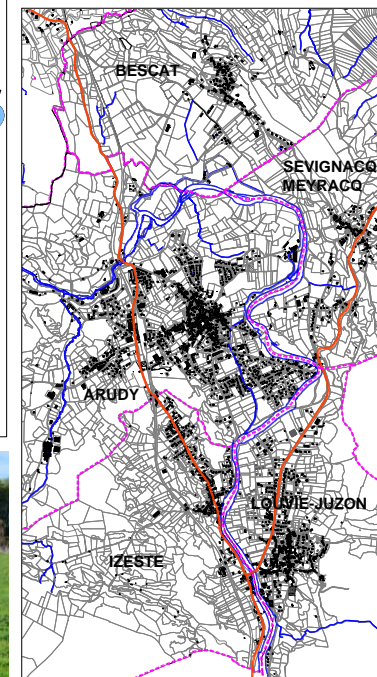 BESCAT
SEVIGNACQ
MEYRACQ
ARUDY
LOUVIE-JUZON
IZESTE